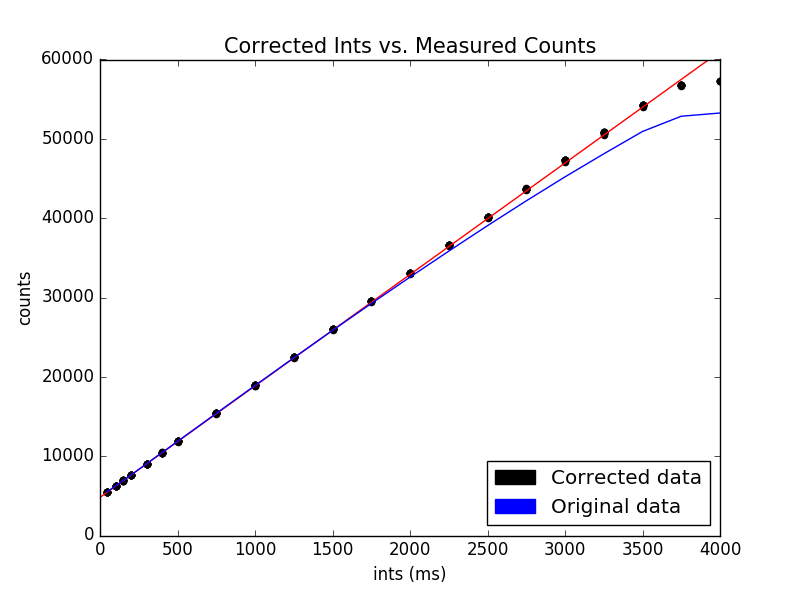 Corrected Ints vs. Measured Counts
60000
50000
40000
30000
20000
10000
0
counts
0 500 1000 1500 2000 2500 3000 3500 4000
ints (ms)
Corrected data
Original data